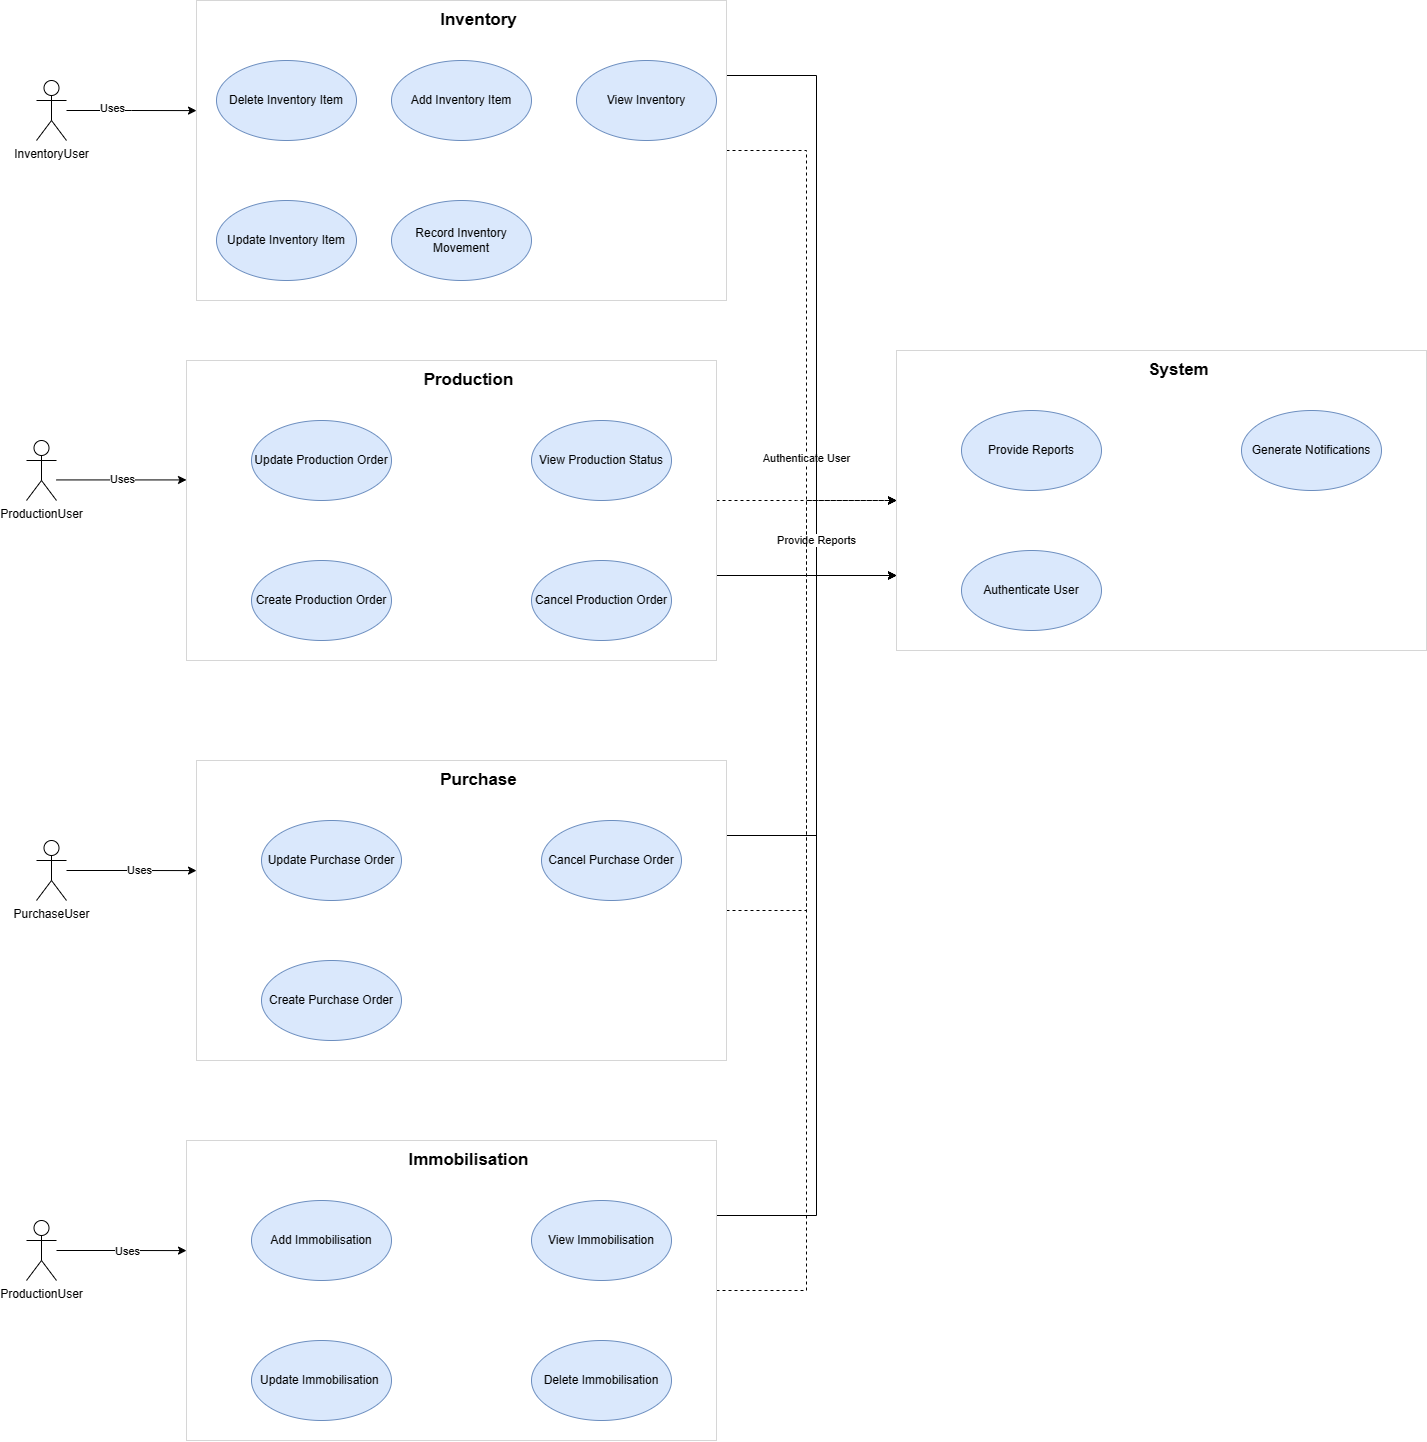 Inventory
Delete Inventory Item
Add Inventory Item
View Inventory
Uses
InventoryUser
Update Inventory Item
Record Inventory
Movement
Production
Update Production Order
View Production Status
Uses
ProductionUser
Create Production Order
Cancel Production Order
Authenticate User
Provide Reports
System
Provide Reports
Generate Notifications
Authenticate User
Purchase
Update Purchase Order
Cancel Purchase Order
Uses
PurchaseUser
Create Purchase Order
Immobilisation
Add Immobilisation
View Immobilisation
Uses
ProductionUser
Update Immobilisation
Delete Immobilisation